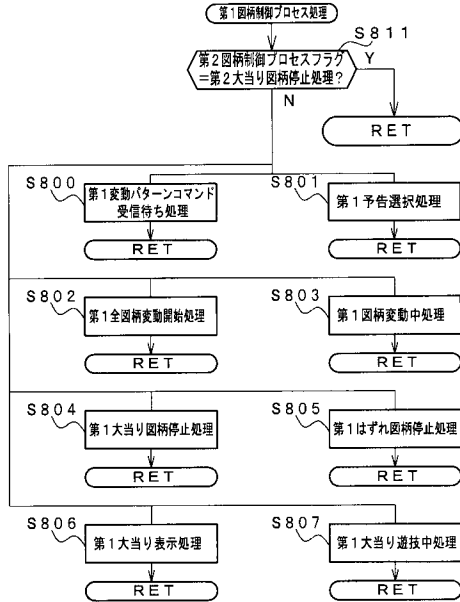 第1図柄制御プロセス処理
S811
第2図柄制御プロセスフラグ
＝第2大当り図柄停止処理？
Y
N
RET
S800
第1変動パターンコマンド
受信待ち処理
RET
S801
第1予告選択処理
RET
S802
第1全図柄変動開始処理
RET
S803
第1図柄変動中処理
RET
S804
第1大当り図柄停止処理
RET
S805
第1はずれ図柄停止処理
RET
S806
第1大当り表示処理
RET
S807
第1大当り遊技中処理
RET